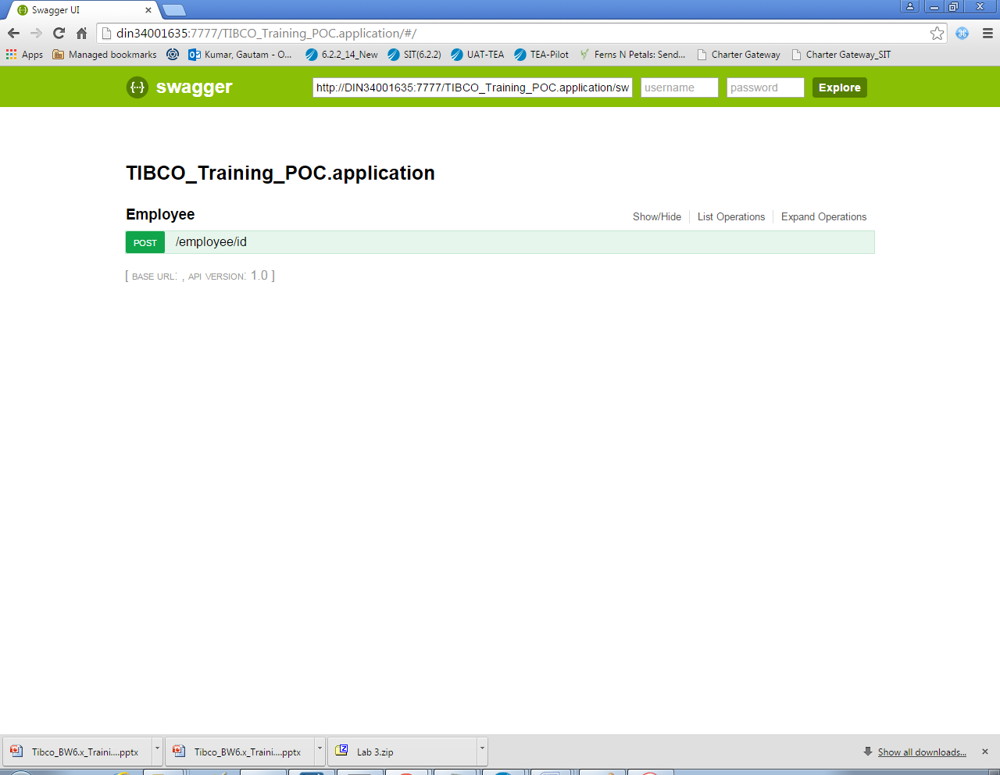 Swagger UI
din34001635:7777/TIBCO_Training_POC.application/#/
Apps Managed bookmarks Kumar, Gautam - O... 6.2.2_14_New SIT(6.2.2) UAT-TEA TEA-Pilot Ferns N Petals: Send... Charter Gateway Charter Gateway_SIT
{··} swagger http://DIN34001635:7777/TIBCO_Training_POC.application/sw username password Explore
TIBCO_Training_POC.application
Employee Show/Hide List Operations Expand Operations
POST /employee/id
[ BASE URL: , API VERSION: 1.0 ]
Tibco_BW6.x_Traini....pptx Tibco_BW6.x_Traini....pptx Lab 3.zip Show all downloads...